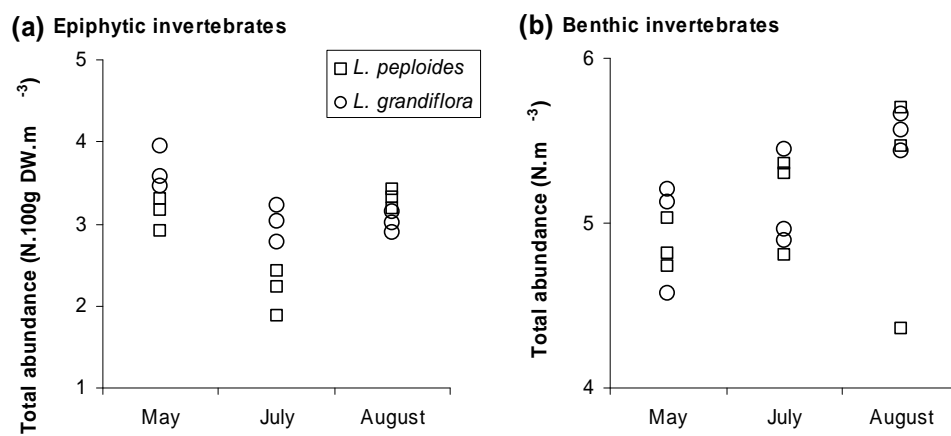 (a) Epiphytic invertebrates
Total abundance (N.100g DW.m -3)
5
4
3
2
1
May July August
L. peploides
L. grandiflora
(b) Benthic invertebrates
Total abundance (N.m -3)
6
5
4
May July August